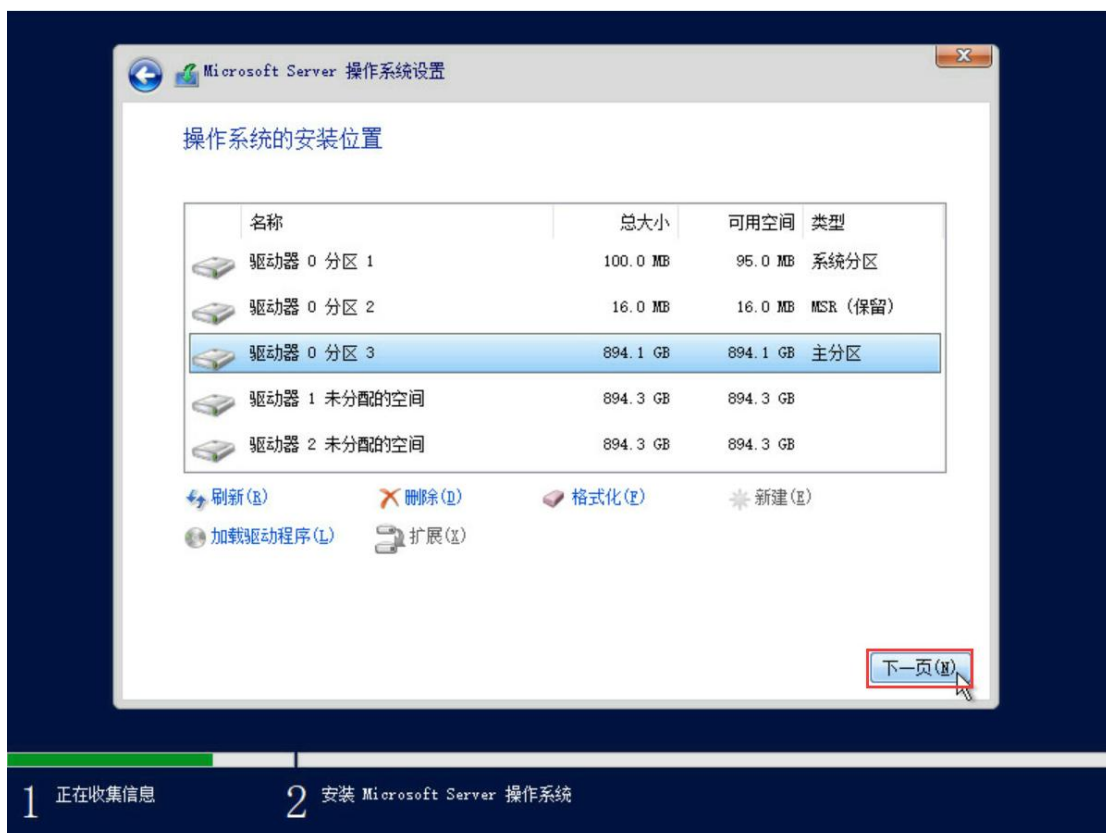 Microsoft Server 操作系统设置
操作系统的安装位置
名称 总大小 可用空间 类型
驱动器 0 分区 1 100.0 MB 95.0 MB 系统分区
驱动器 0 分区 2 16.0 MB 16.0 MB MSR (保留)
驱动器 0 分区 3 894.1 GB 894.1 GB 主分区
驱动器 1 未分配的空间 894.3 GB 894.3 GB
驱动器 2 未分配的空间 894.3 GB 894.3 GB
刷新(R) 删除(D) 格式化(F) 新建(E)
加载驱动程序(L) 扩展(X)
下一页(N)
1 正在收集信息 2 安装 Microsoft Server 操作系统